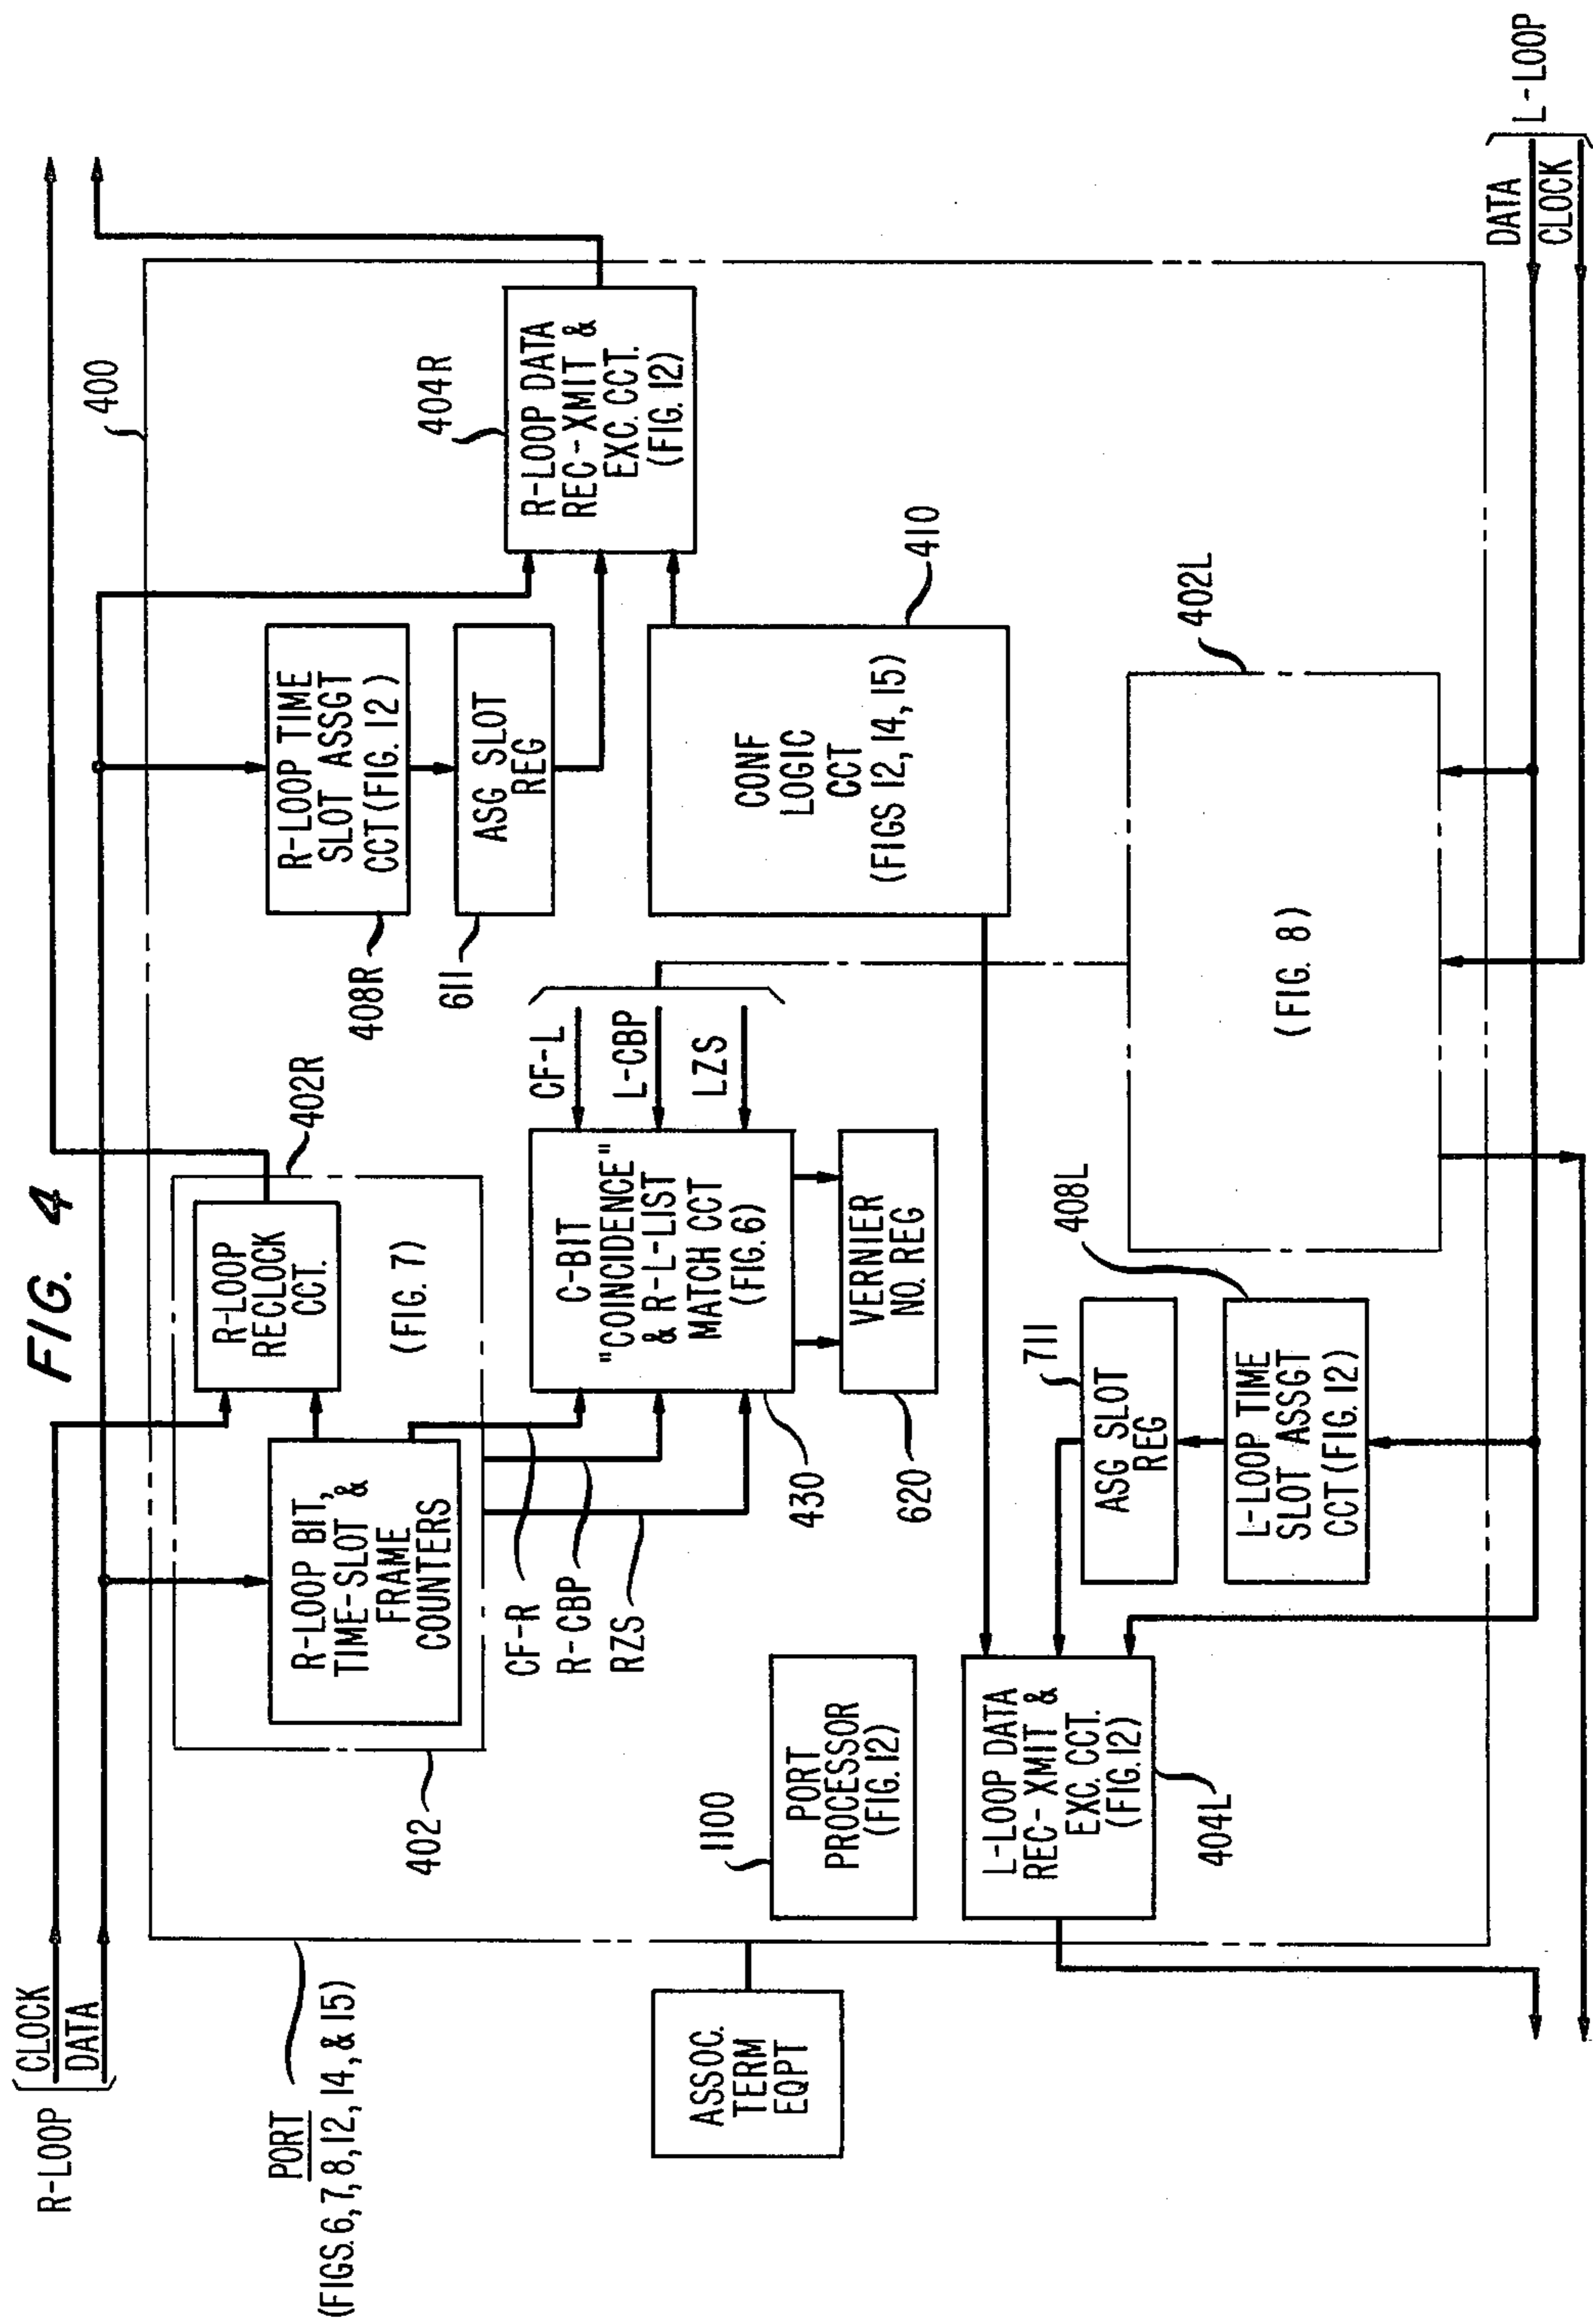 FIG. 4
R-LOOP
CLOCK
DATA
PORT
(FIGS. 6, 7, 8, 12, 14, & 15)
400
402
402R
R-LOOP BIT,
TIME-SLOT &
FRAME
COUNTERS
R-LOOP
RECLOCK
CCT.
(FIG. 7)
CF-R
R-CBP
RZS
R-LOOP TIME
SLOT ASSGT
CCT (FIG. 12)
408R
ASG SLOT
REG
611
R-LOOP DATA
REC-XMIT &
EXC. CCT.
(FIG. 12)
404R
C-BIT
"COINCIDENCE"
& R-L-LIST
MATCH CCT
(FIG. 6)
430
CF-L
L-CBP
LZS
VERNIER
NO. REG
620
CONF
LOGIC
CCT
(FIGS 12, 14, 15)
410
ASSOC.
TERM
EQPT
1100
PORT
PROCESSOR
(FIG. 12)
L-LOOP DATA
REC-XMIT &
EXC. CCT.
(FIG. 12)
404L
711
ASG SLOT
REG
408L
L-LOOP TIME
SLOT ASSGT
CCT (FIG. 12)
402L
(FIG. 8)
DATA
CLOCK
L-LOOP